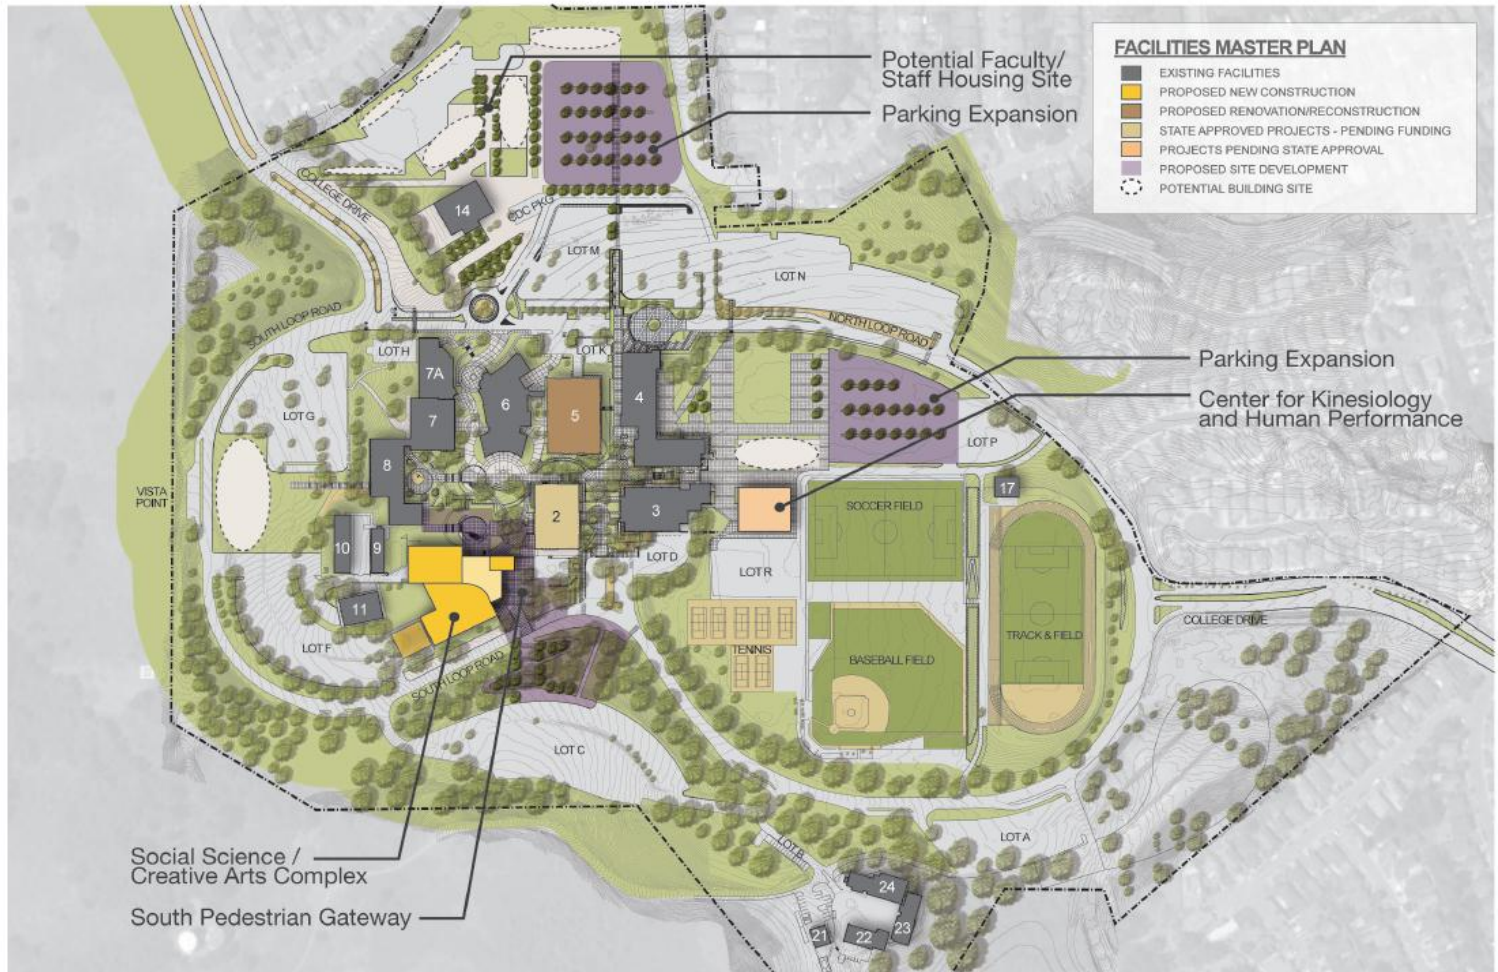 FACILITIES MASTER PLAN
EXISTING FACILITIES
PROPOSED NEW CONSTRUCTION
PROPOSED RENOVATION/RECONSTRUCTION
STATE APPROVED PROJECTS - PENDING FUNDING
PROJECTS PENDING STATE APPROVAL
PROPOSED SITE DEVELOPMENT
POTENTIAL BUILDING SITE
Potential Faculty/
Staff Housing Site
Parking Expansion
LLEGE DRIVE
14
CDC PKG
LOT M
LOT N
SOUTH LOOP ROAD
NORTH LOOP ROAD
LOT H
LOT K
7A
Parking Expansion
6
5
4
Center for Kinesiology
and Human Performance
LOT G
7
LOT P
8
VISTA
POINT
17
2
3
SOCCER FIELD
10
9
LOT D
LOT R
11
COLLEGE DRIVE
TRACK & FIELD
LOT F
TENNIS
BASEBALL FIELD
SOUTH LOOP ROAD
LOT C
LOT A
LOT B
Social Science /
Creative Arts Complex
24
South Pedestrian Gateway
23
21
22